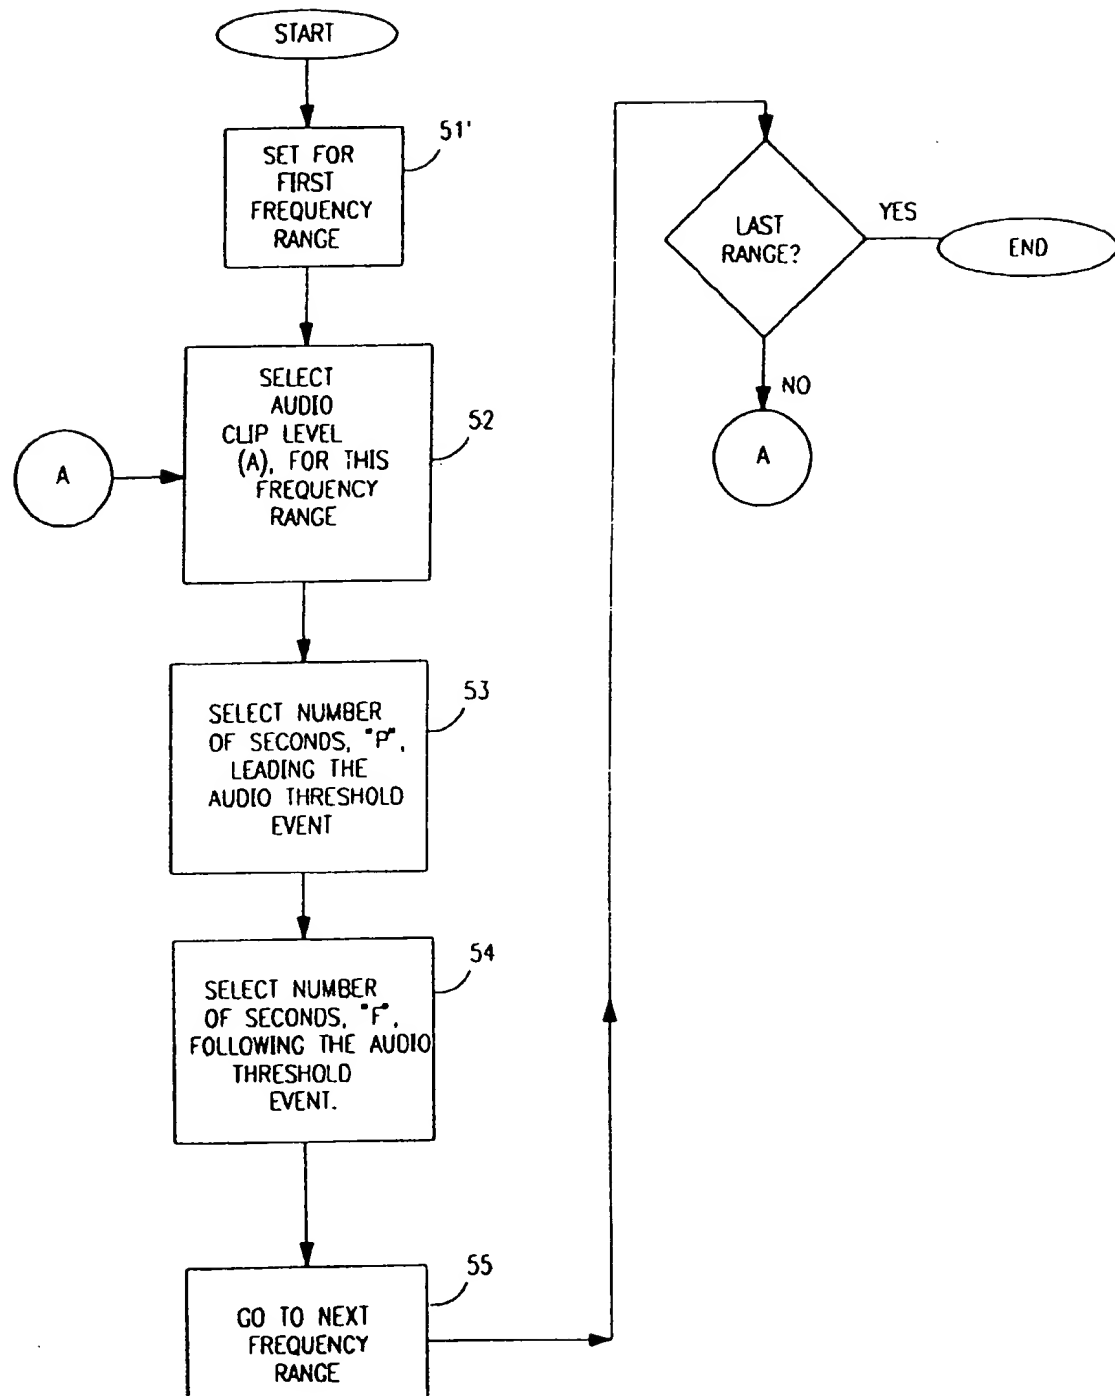 START
51'
SET FOR
FIRST
FREQUENCY
RANGE
SELECT
AUDIO
CLIP LEVEL
(A), FOR THIS
FREQUENCY
RANGE
52
A
53
SELECT NUMBER
OF SECONDS, "P",
LEADING THE
AUDIO THRESHOLD
EVENT
54
SELECT NUMBER
OF SECONDS, "F",
FOLLOWING THE AUDIO
THRESHOLD
EVENT.
55
GO TO NEXT
FREQUENCY
RANGE
LAST
RANGE?
YES
END
NO
A